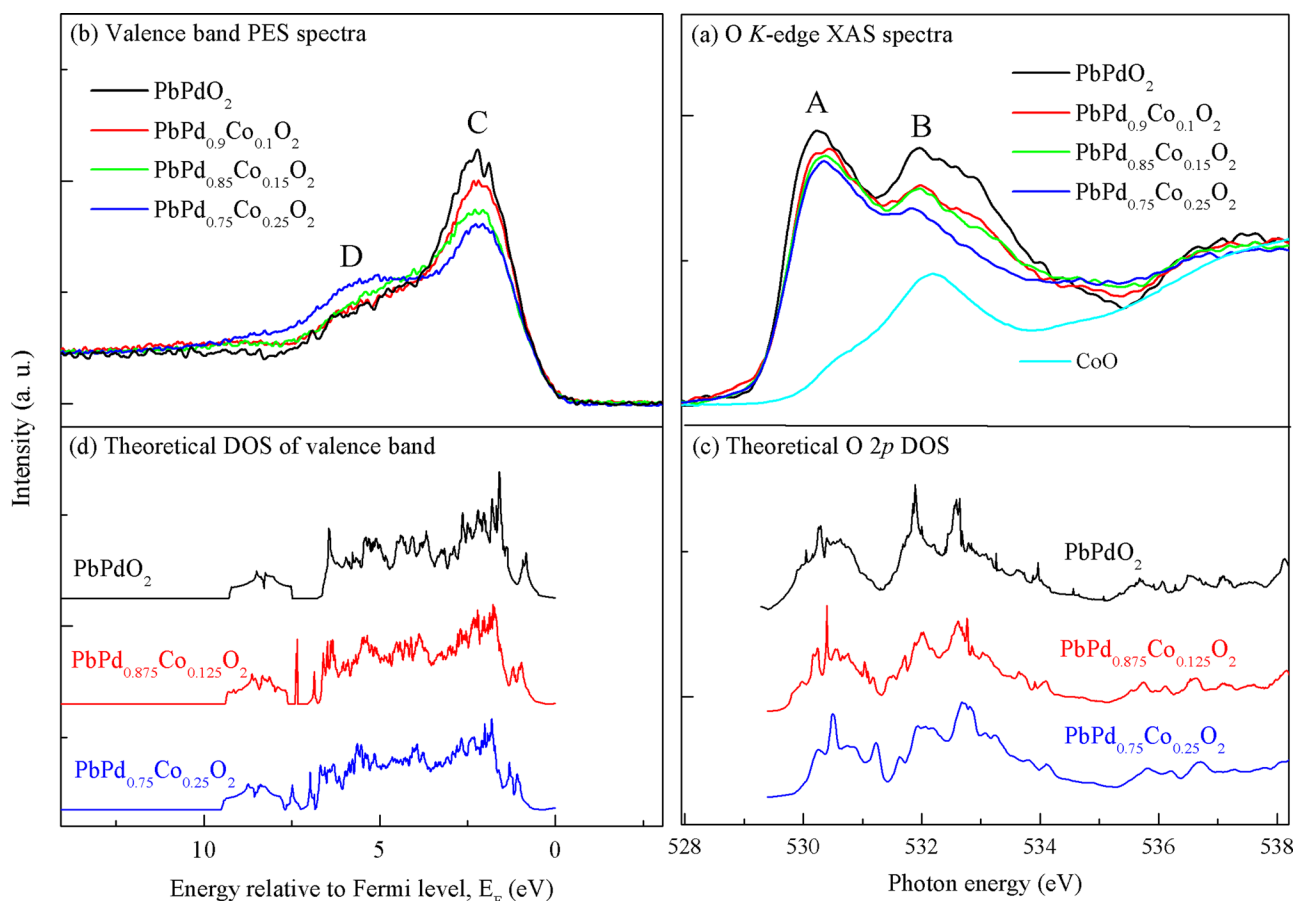 (b) Valence band PES spectra
PbPdO₂
PbPd₀.₉Co₀.₁O₂
PbPd₀.₈₅Co₀.₁₅O₂
PbPd₀.₇₅Co₀.₂₅O₂
C
D
(a) O K-edge XAS spectra
PbPdO₂
PbPd₀.₉Co₀.₁O₂
PbPd₀.₈₅Co₀.₁₅O₂
PbPd₀.₇₅Co₀.₂₅O₂
A
B
CoO
Intensity (a. u.)
(d) Theoretical DOS of valence band
PbPdO₂
PbPd₀.₈₇₅Co₀.₁₂₅O₂
PbPd₀.₇₅Co₀.₂₅O₂
10 5 0
Energy relative to Fermi level, E_F (eV)
(c) Theoretical O 2p DOS
PbPdO₂
PbPd₀.₈₇₅Co₀.₁₂₅O₂
PbPd₀.₇₅Co₀.₂₅O₂
528 530 532 534 536 538
Photon energy (eV)